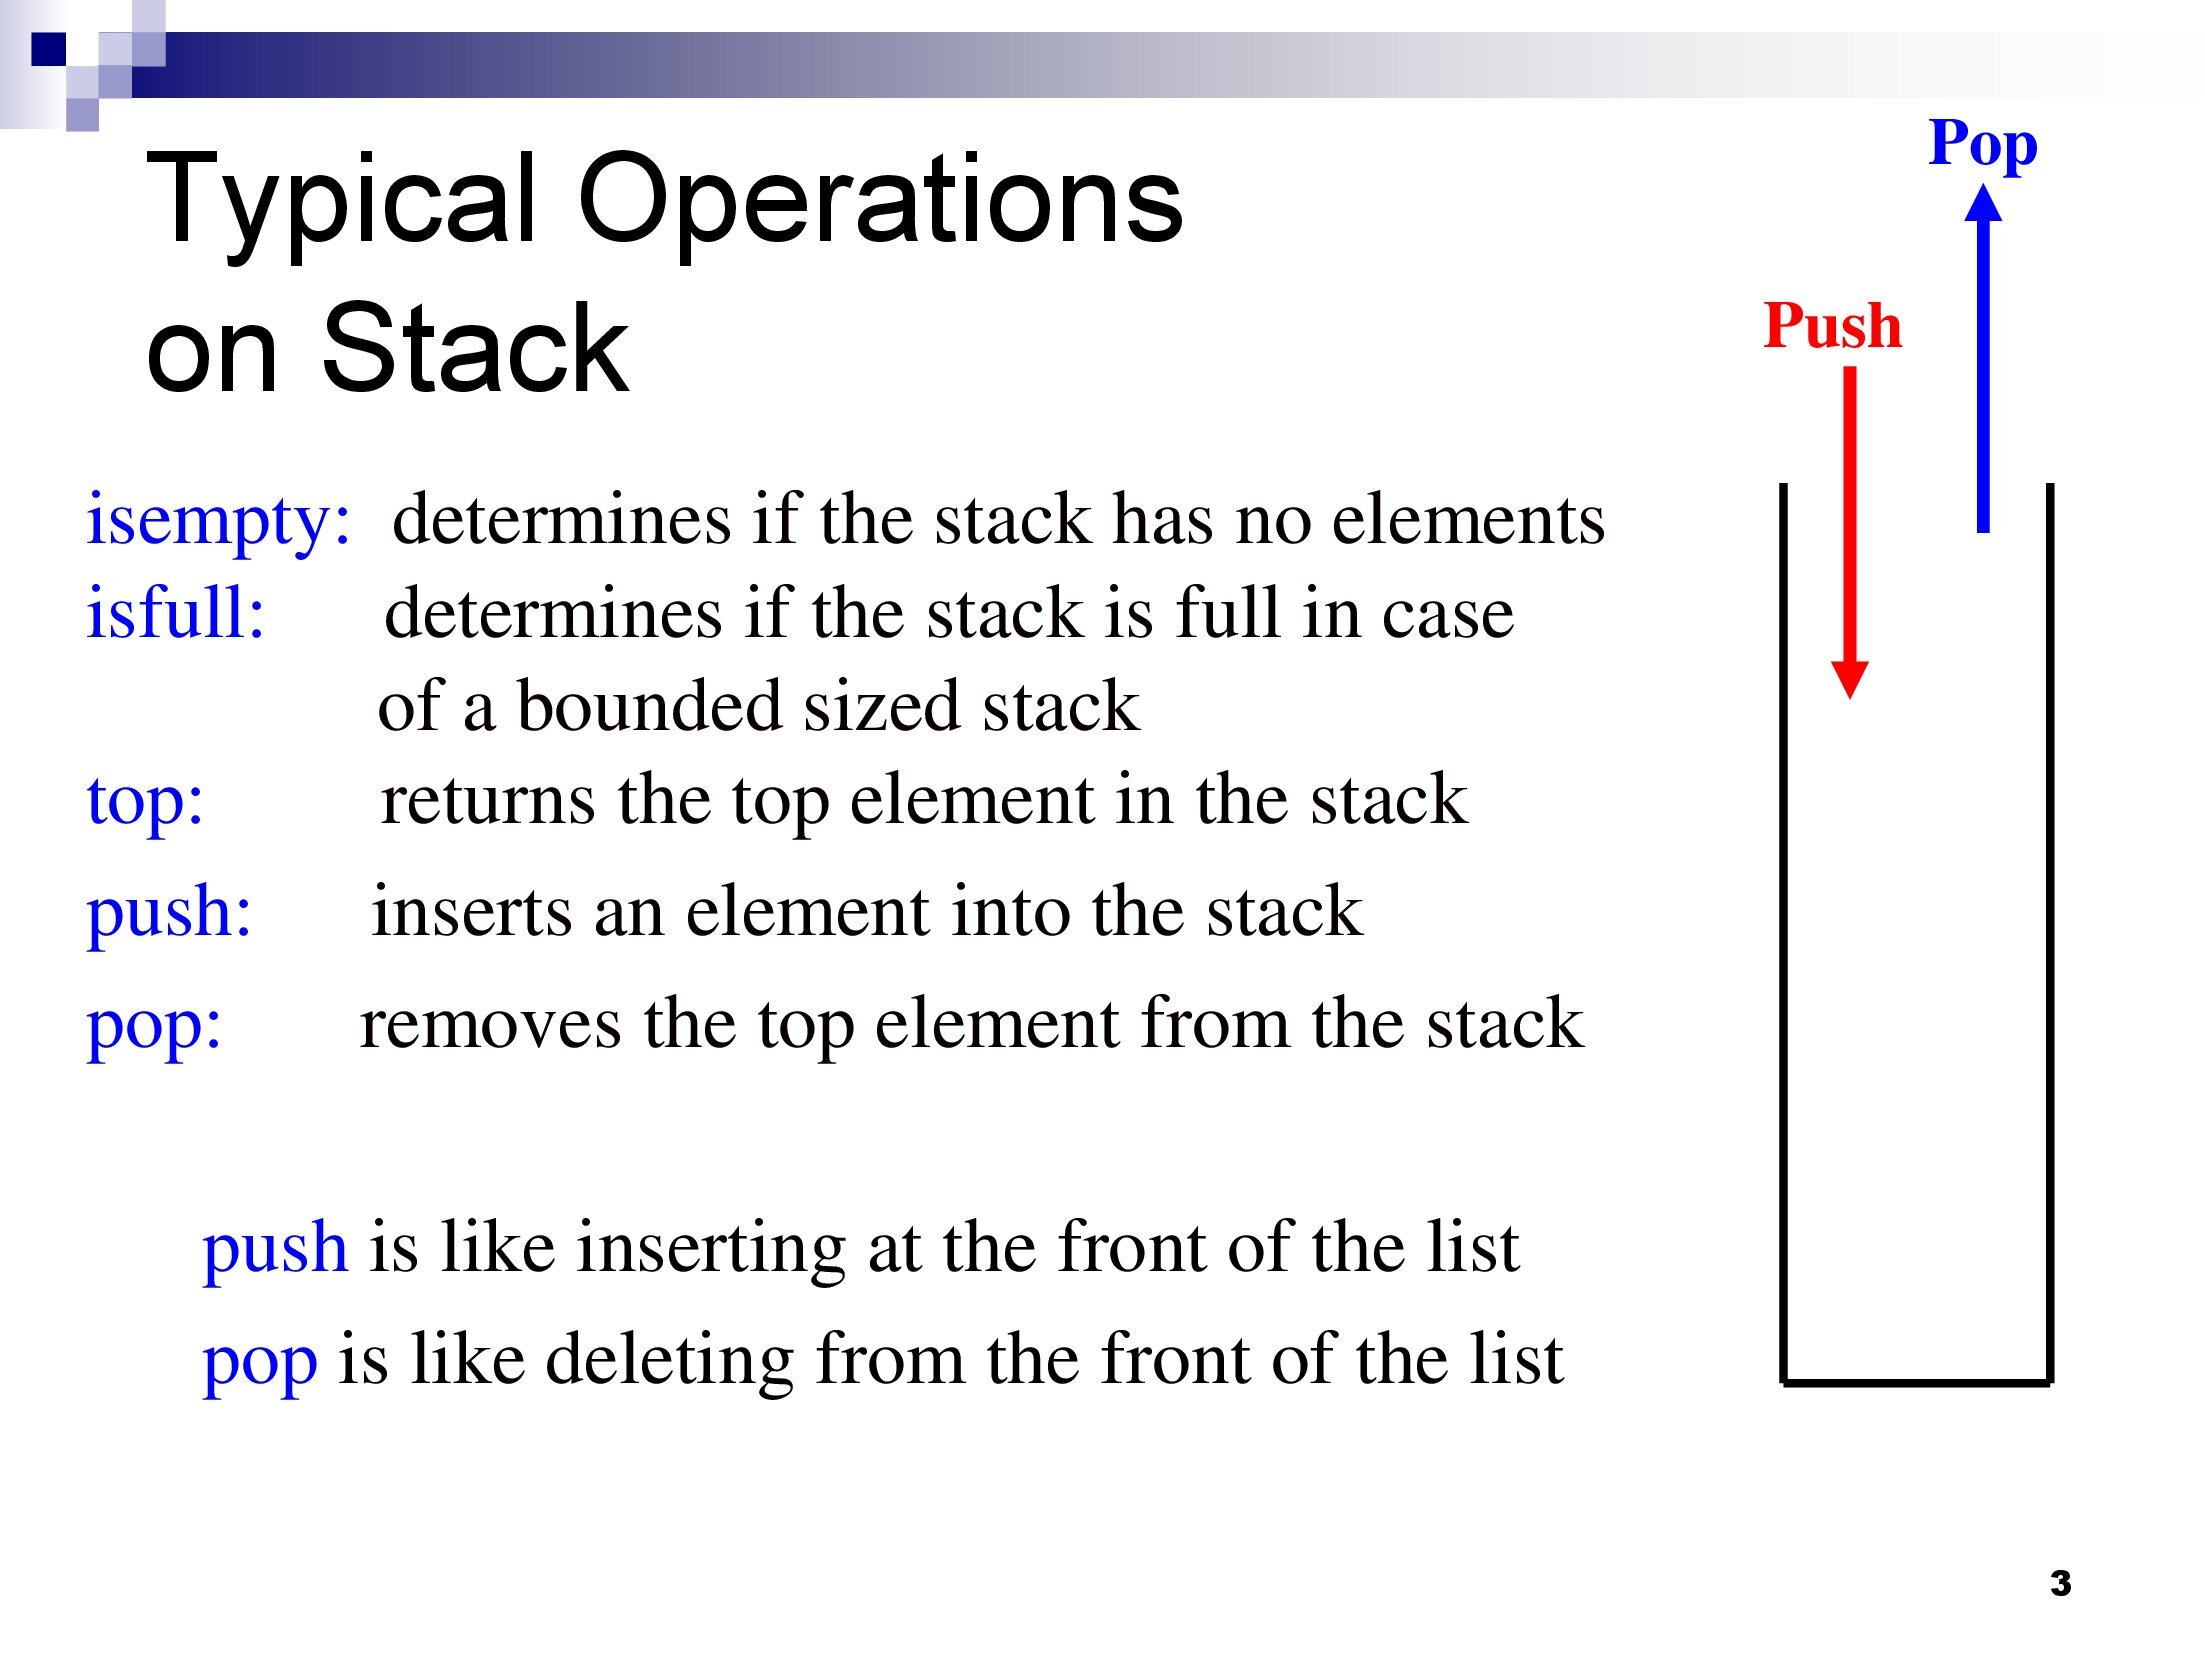 Typical Operations
on Stack
Pop
Push
isempty: determines if the stack has no elements
isfull: determines if the stack is full in case
of a bounded sized stack
top: returns the top element in the stack
push: inserts an element into the stack
pop: removes the top element from the stack
push is like inserting at the front of the list
pop is like deleting from the front of the list
3